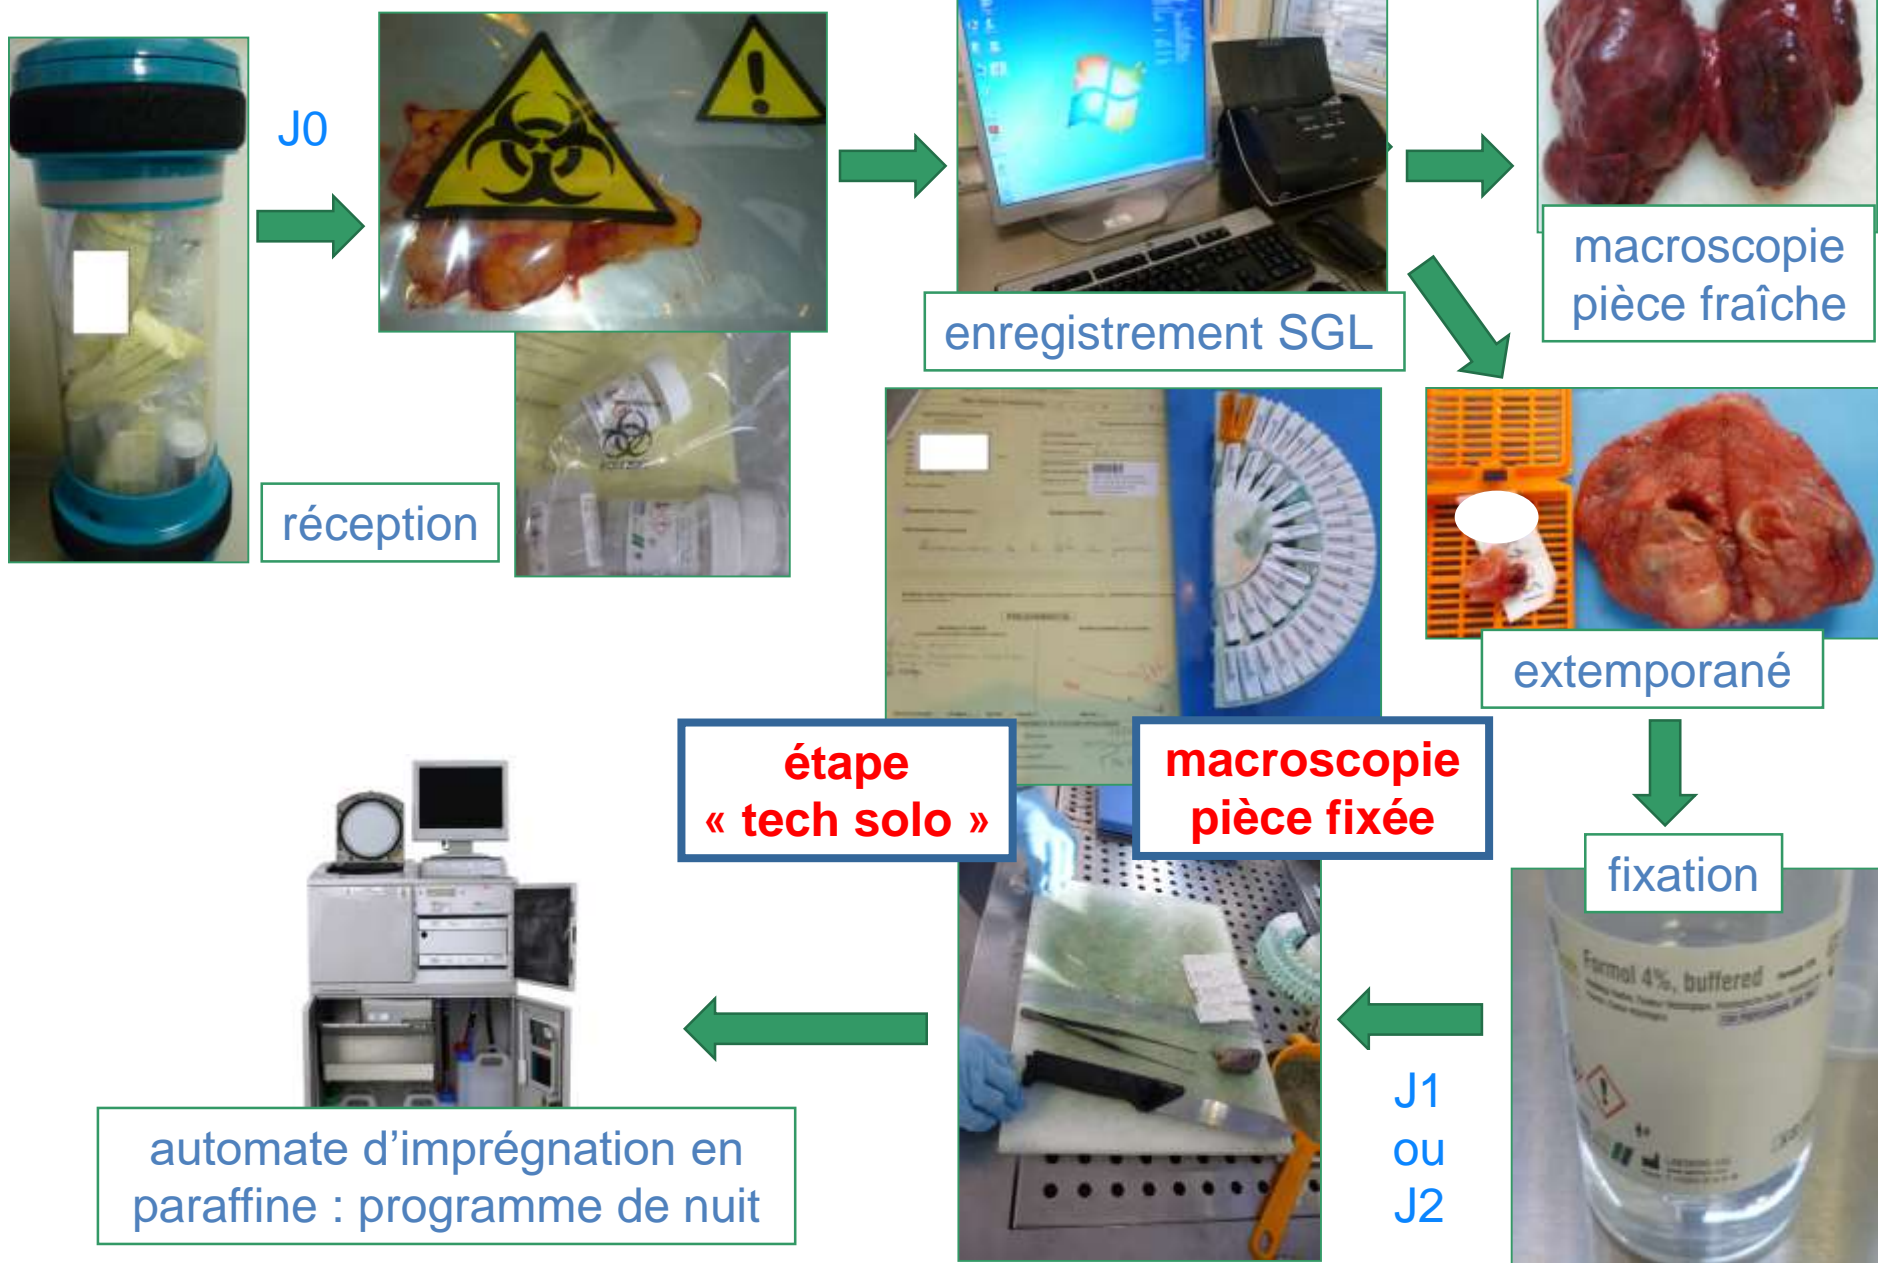 J0
réception
enregistrement SGL
macroscopie
pièce fraîche
extemporané
fixation
Formol 4%, buffered
J1
ou
J2
macroscopie
pièce fixée
étape
« tech solo »
automate d’imprégnation en
paraffine : programme de nuit